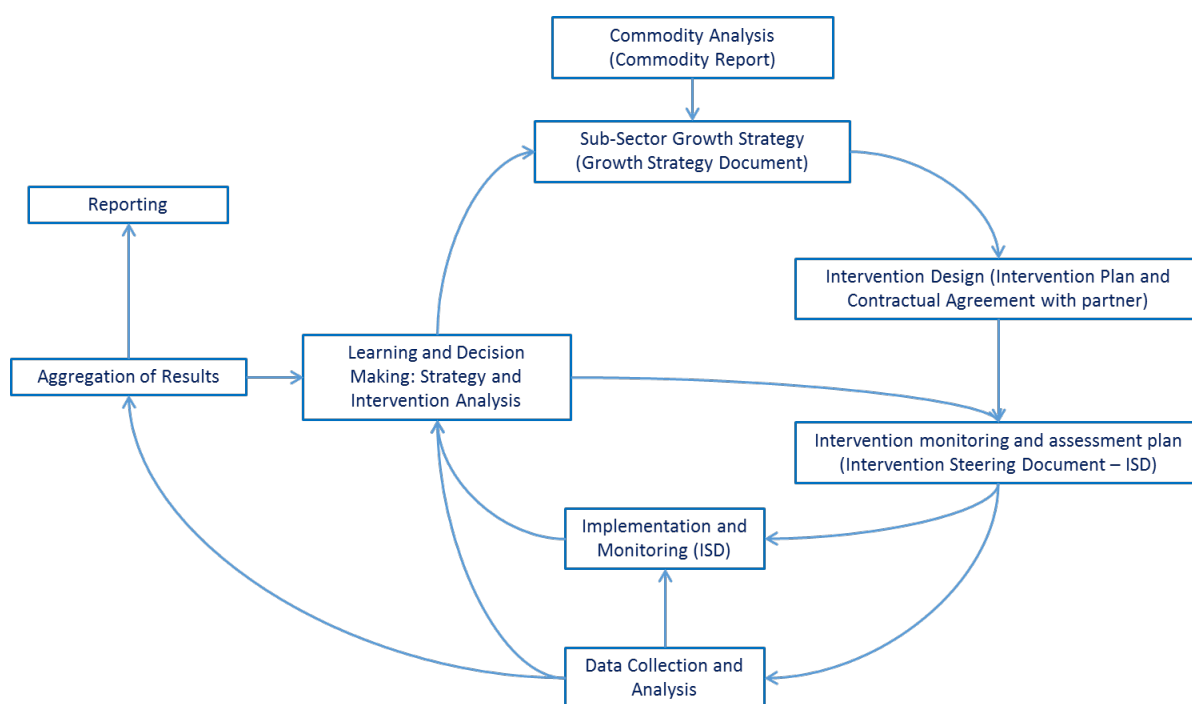 Commodity Analysis
(Commodity Report)
Sub-Sector Growth Strategy
(Growth Strategy Document)
Reporting
Intervention Design (Intervention Plan and
Contractual Agreement with partner)
Aggregation of Results
Learning and Decision
Making: Strategy and
Intervention Analysis
Intervention monitoring and assessment plan
(Intervention Steering Document – ISD)
Implementation and
Monitoring (ISD)
Data Collection and
Analysis